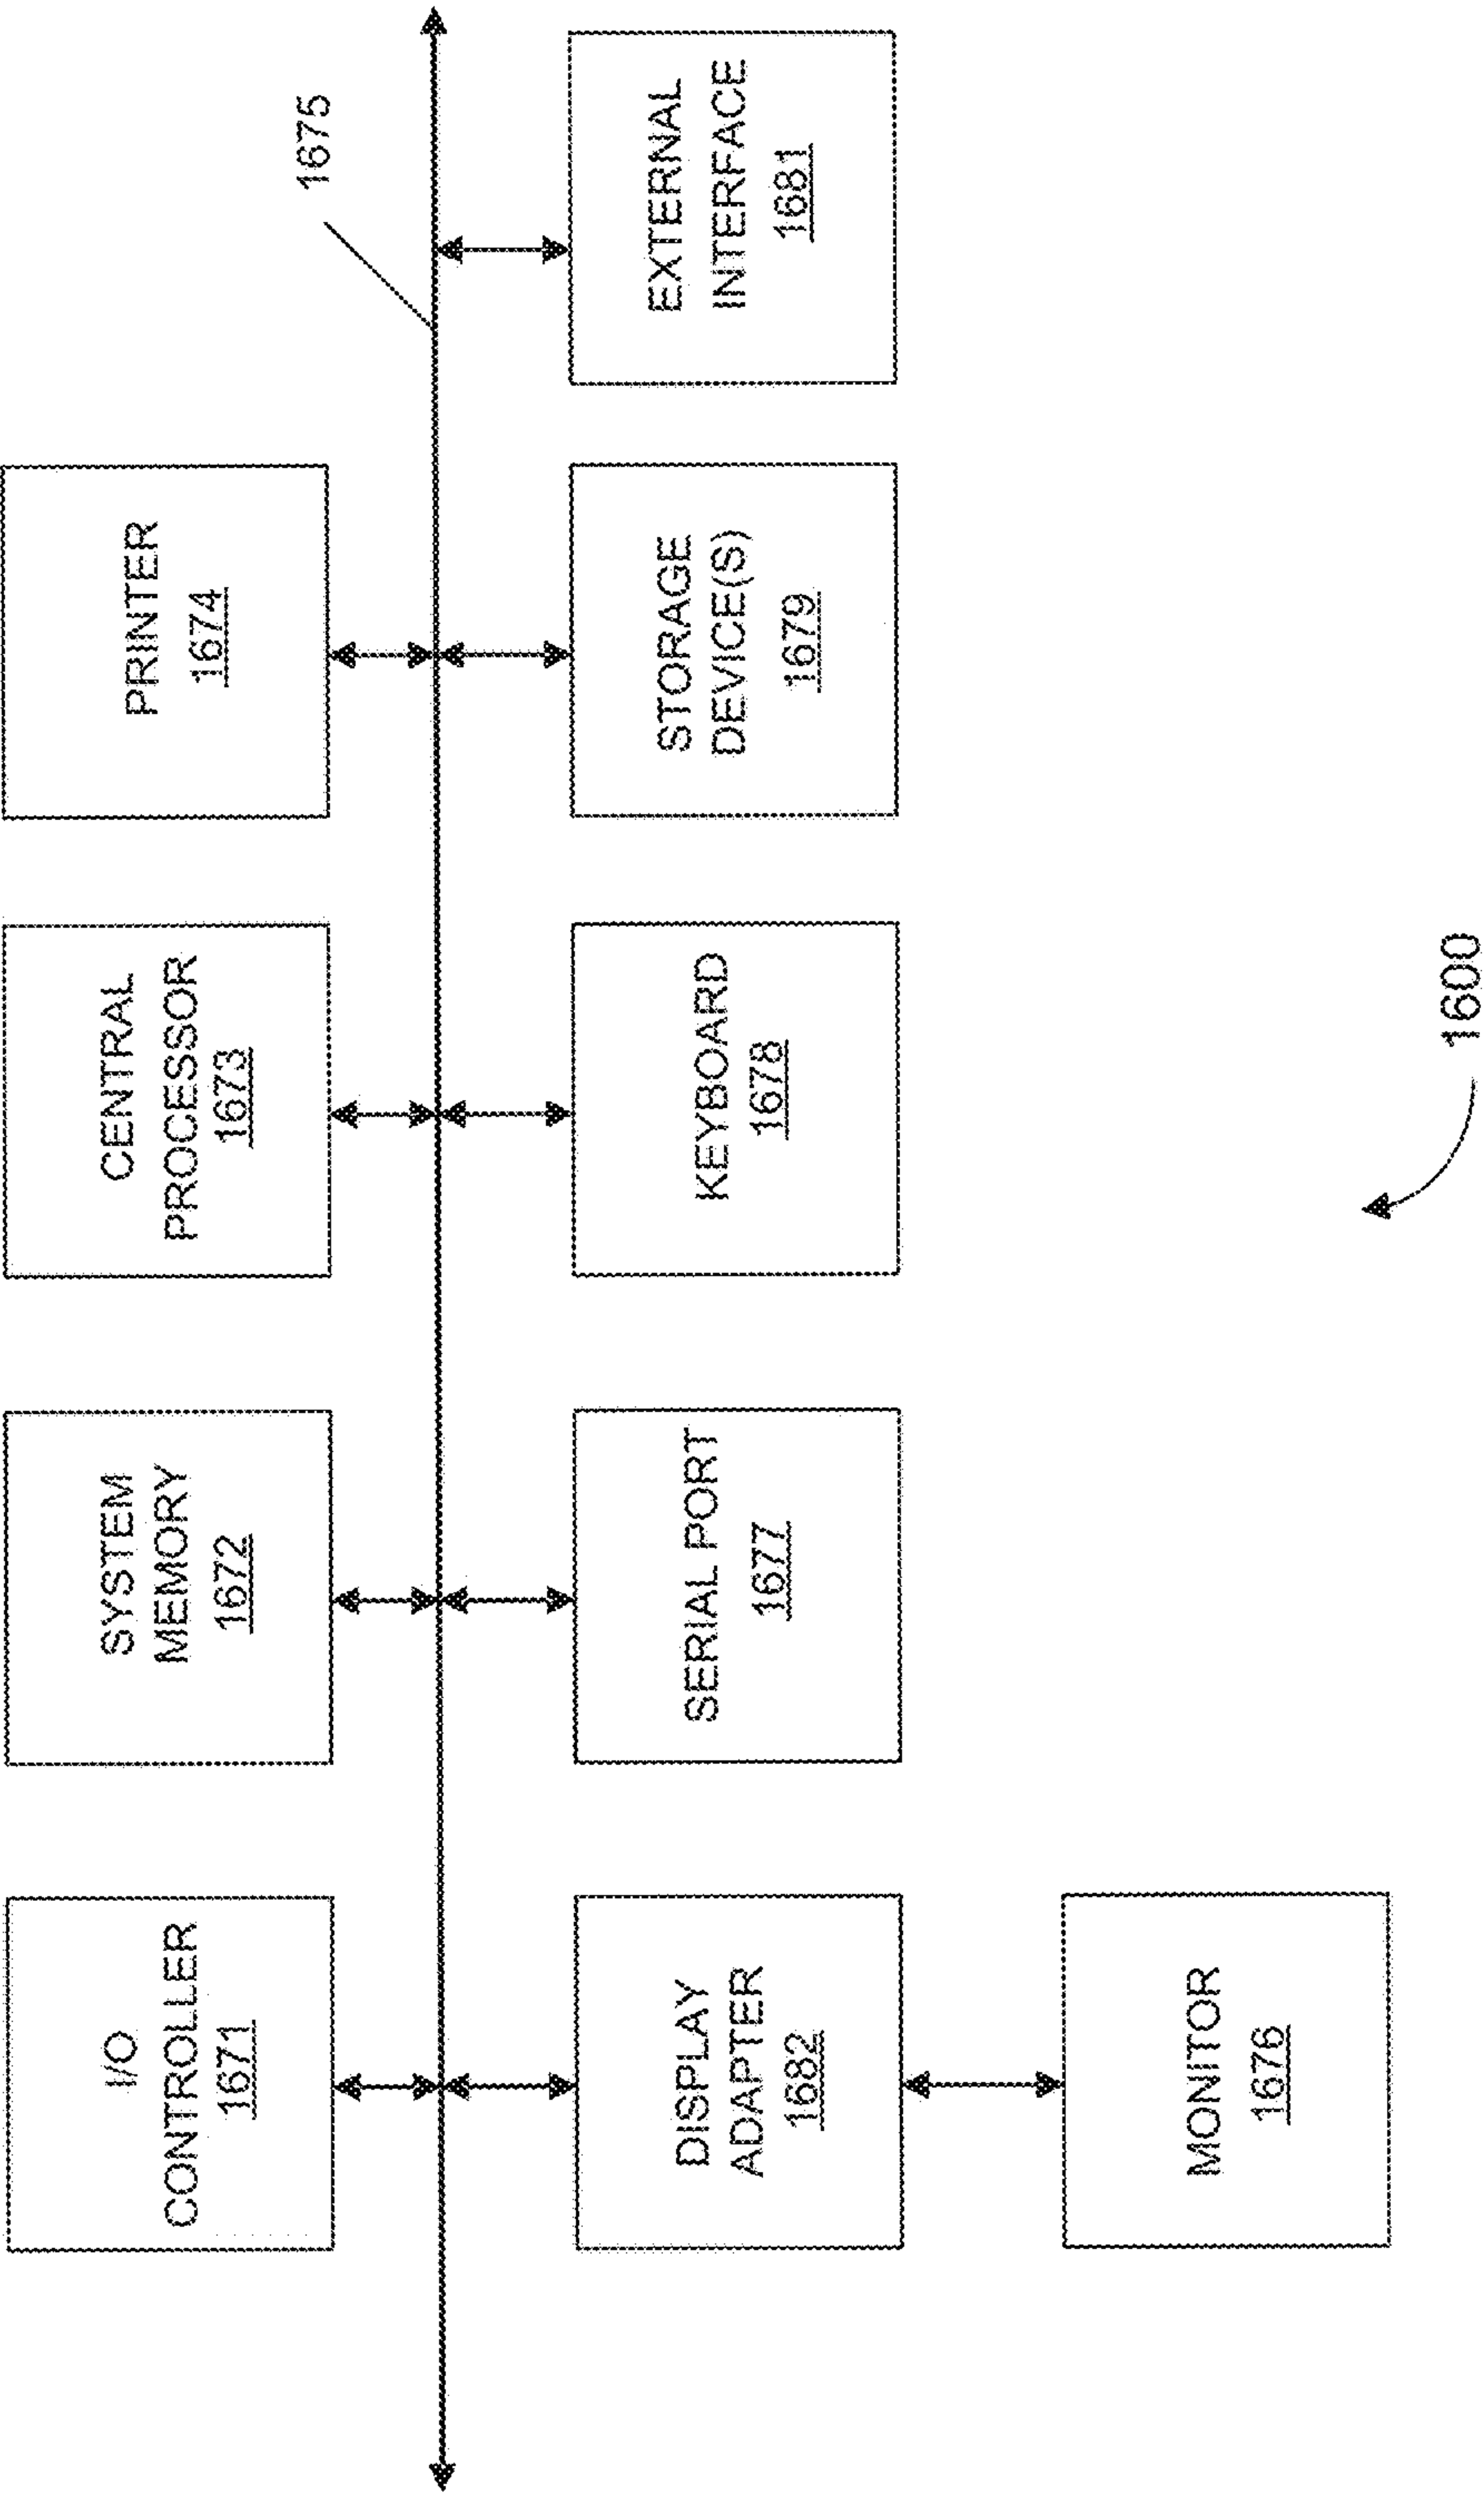 I/O
CONTROLLER
1671
SYSTEM
MEMORY
1672
CENTRAL
PROCESSOR
1673
PRINTER
1674
1675
DISPLAY
ADAPTER
1682
SERIAL PORT
1677
KEYBOARD
1678
STORAGE
DEVICE(S)
1679
EXTERNAL
INTERFACE
1681
MONITOR
1676
1600